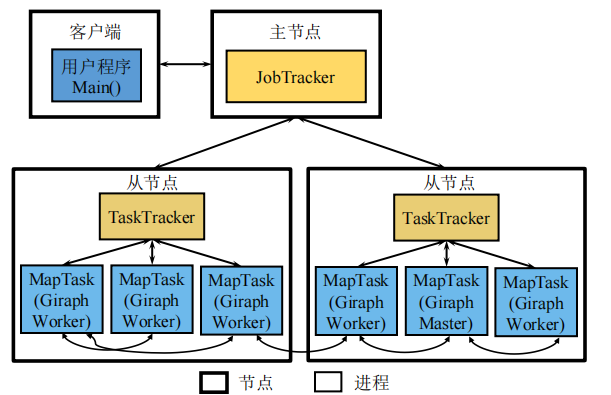 客户端
用户程序
Main()
主节点
JobTracker
从节点
TaskTracker
MapTask
(Giraph
Worker)
MapTask
(Giraph
Worker)
MapTask
(Giraph
Worker)
从节点
TaskTracker
MapTask
(Giraph
Worker)
MapTask
(Giraph
Master)
MapTask
(Giraph
Worker)
节点
进程